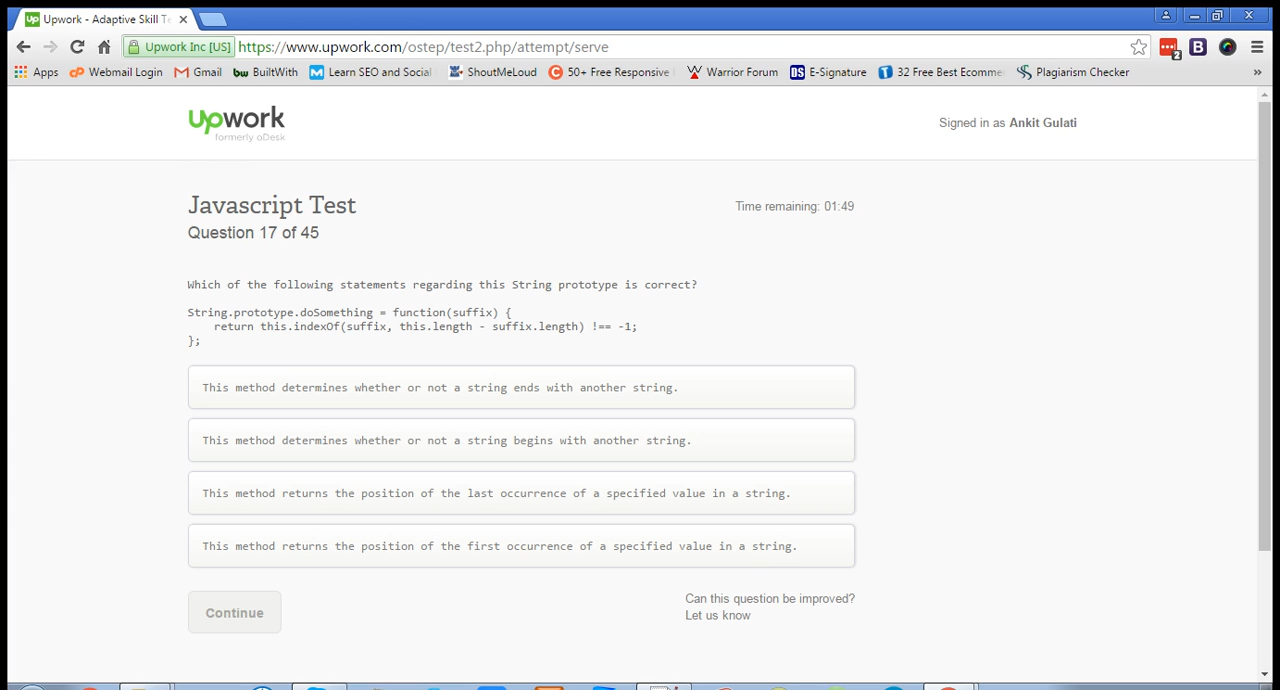 Upwork - Adaptive Skill Te
Upwork Inc [US] https://www.upwork.com/ostep/test2.php/attempt/serve
Apps Webmail Login Gmail bw BuiltWith Learn SEO and Social ShoutMeLoud 50+ Free Responsive Warrior Forum DS E-Signature 32 Free Best Ecomme Plagiarism Checker »
Upwork
formerly oDesk
Signed in as Ankit Gulati
Javascript Test
Time remaining: 01:49
Question 17 of 45
Which of the following statements regarding this String prototype is correct?
String.prototype.doSomething = function(suffix) {
return this.indexOf(suffix, this.length - suffix.length) !== -1;
};
This method determines whether or not a string ends with another string.
This method determines whether or not a string begins with another string.
This method returns the position of the last occurrence of a specified value in a string.
This method returns the position of the first occurrence of a specified value in a string.
Continue
Can this question be improved?
Let us know